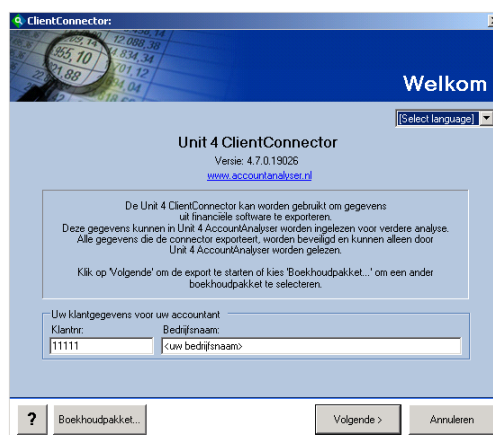 ClientConnector:
Welkom
[Select language]
Unit 4 ClientConnector
Versie: 4.7.0.19026
www.accountanalyser.nl
De Unit 4 ClientConnector kan worden gebruikt om gegevens
uit financiële software te exporteren.
Deze gegevens kunnen in Unit 4 AccountAnalyser worden ingelezen voor verdere analyse.
Alle gegevens die de connector exporteert, worden beveiligd en kunnen alleen door
Unit 4 AccountAnalyser worden gelezen.
Klik op 'Volgende' om de export te starten of kies 'Boekhoudpakket...' om een ander
boekhoudpakket te selecteren.
Uw klantgegevens voor uw accountant
Klantnr: Bedrijfsnaam:
11111 <uw bedrijfsnaam>
? Boekhoudpakket... Volgende > Annuleren